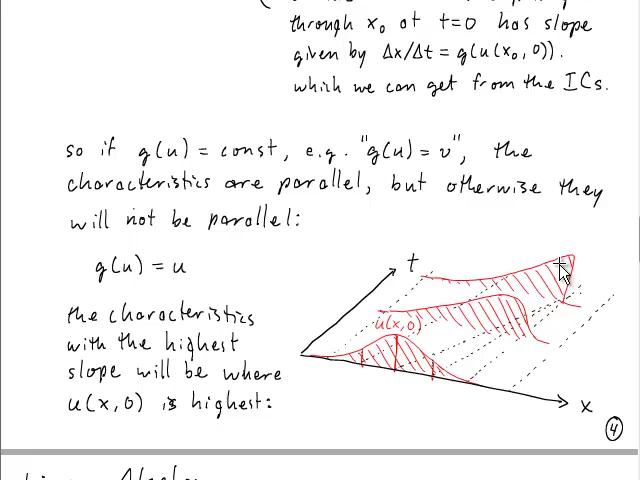 through x₀ at t=0 has slope
given by Δx/Δt = g(u(x₀,0)).
which we can get from the ICs.
so if g(u) = const, e.g. "g(u) = v", the
characteristics are parallel, but otherwise they
will not be parallel:
g(u) = u
t
the characteristics
with the highest
slope will be where
u(x,0) is highest:
u(x,0)
x
4